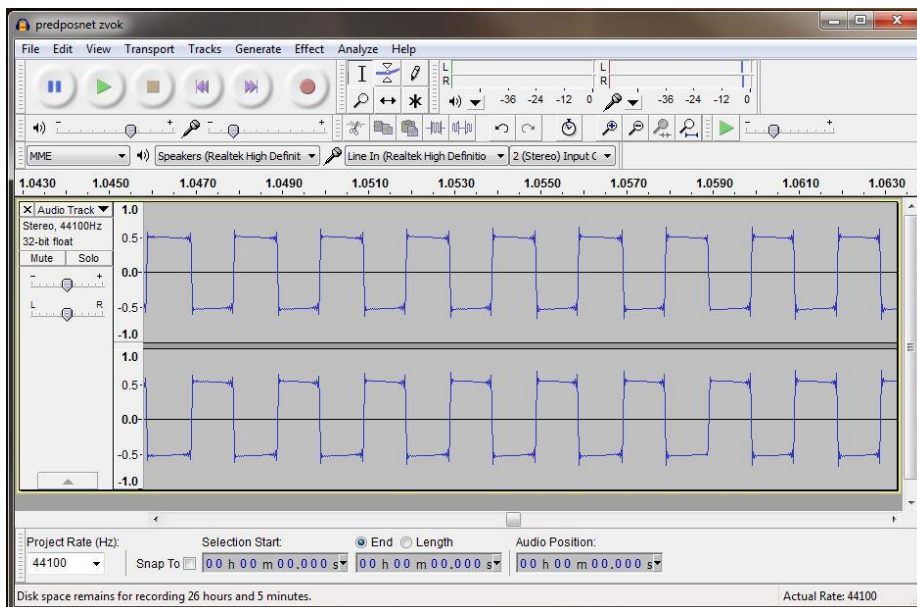 predposnet zvok
File Edit View Transport Tracks Generate Effect Analyze Help
L
R
-36 -24 -12 0
L
R
-36 -24 -12 0
- + - +
MME Speakers (Realtek High Definit Line In (Realtek High Definitio 2 (Stereo) Input C
1.0430 1.0450 1.0470 1.0490 1.0510 1.0530 1.0550 1.0570 1.0590 1.0610 1.0630
X Audio Track
Stereo, 44100Hz
32-bit float
Mute Solo
- +
L R
1.0
0.5
0.0
-0.5
-1.0
1.0
0.5
0.0
-0.5
-1.0
Project Rate (Hz): Selection Start: End Length Audio Position:
44100 Snap To 00 h 00 m 00.000 s 00 h 00 m 00.000 s 00 h 00 m 00.000 s
Disk space remains for recording 26 hours and 5 minutes. Actual Rate: 44100